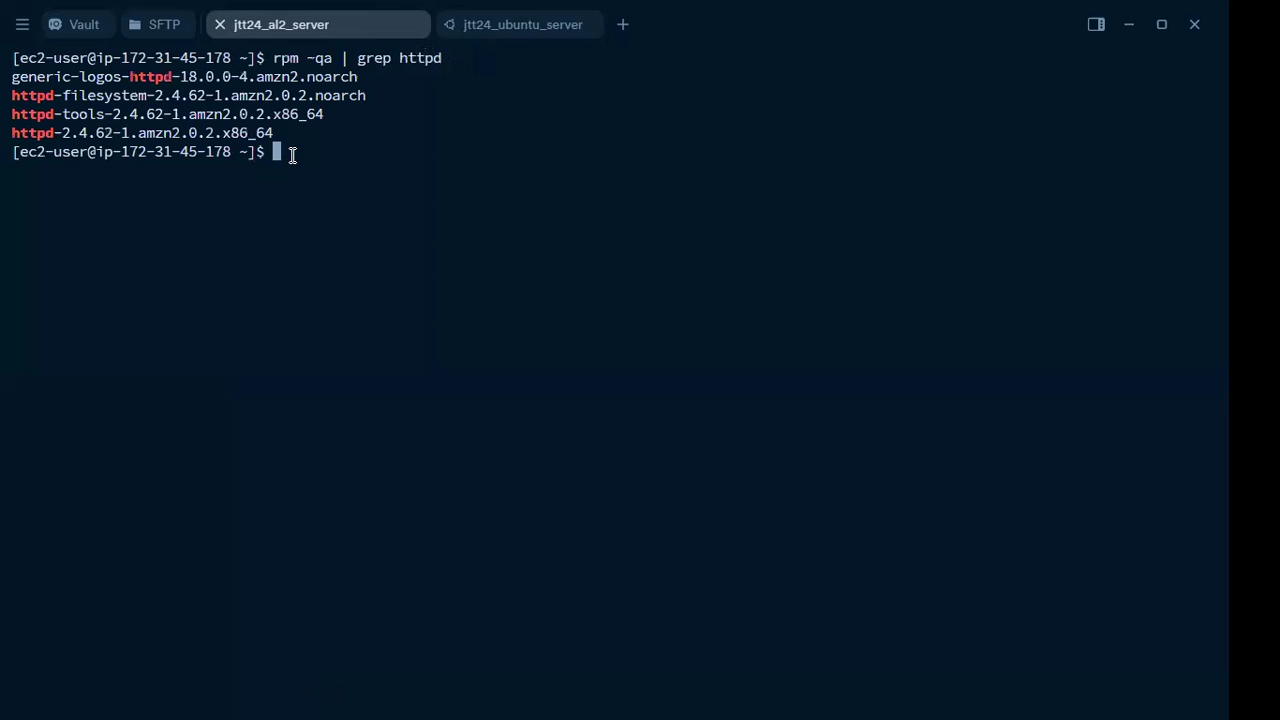 Vault
SFTP
jtt24_al2_server
jtt24_ubuntu_server
[ec2-user@ip-172-31-45-178 ~]$ rpm -qa | grep httpd
generic-logos-httpd-18.0.0-4.amzn2.noarch
httpd-filesystem-2.4.62-1.amzn2.0.2.noarch
httpd-tools-2.4.62-1.amzn2.0.2.x86_64
httpd-2.4.62-1.amzn2.0.2.x86_64
[ec2-user@ip-172-31-45-178 ~]$